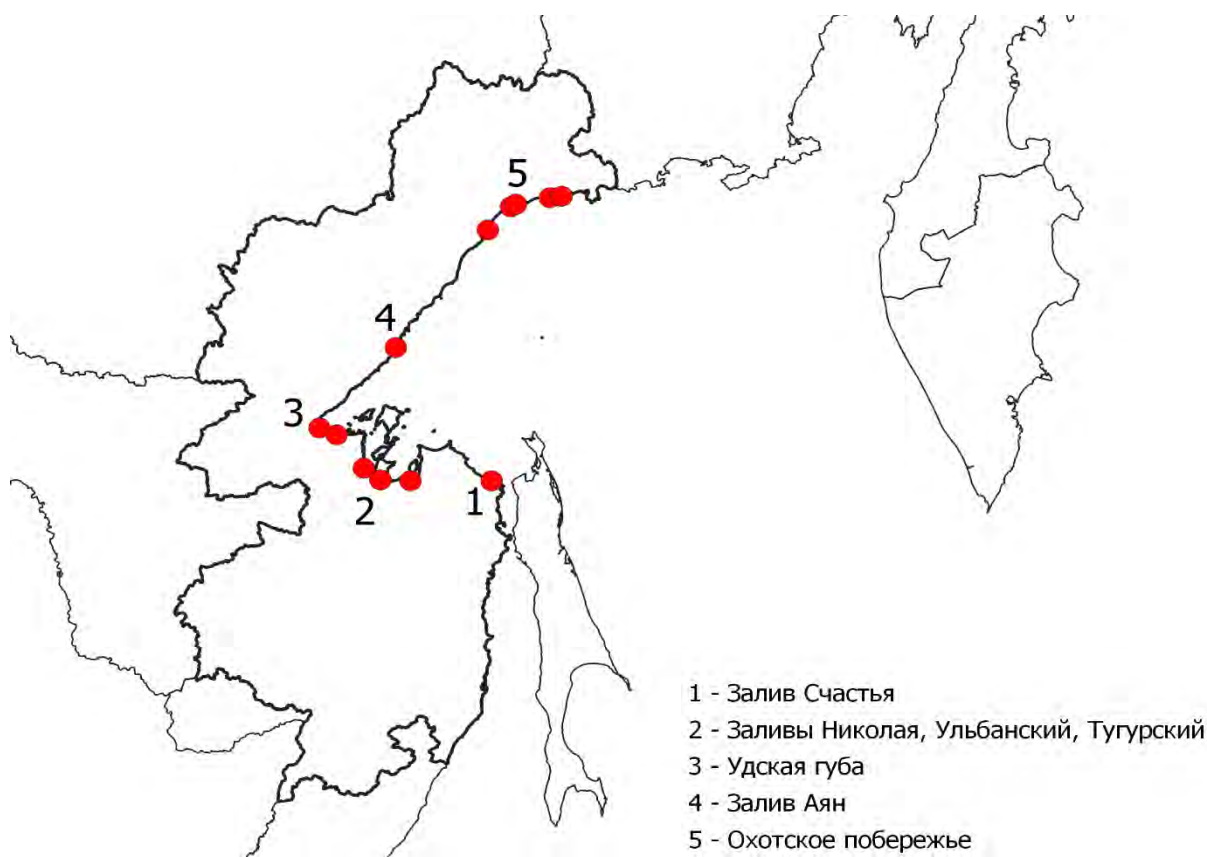 5
4
3
2
1
1 - Залив Счастья
2 - Заливы Николая, Ульбанский, Тугурский
3 - Удская губа
4 - Залив Аян
5 - Охотское побережье